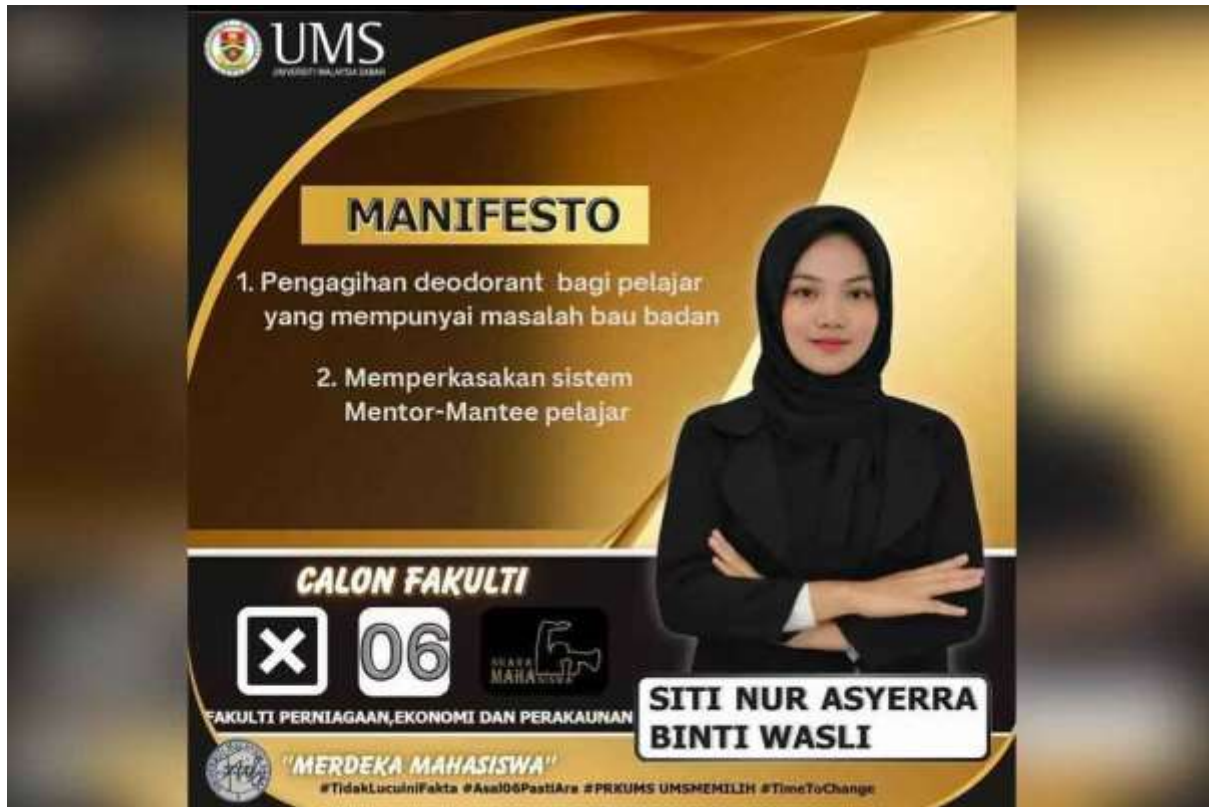 UMS
UNIVERSITI MALAYSIA SABAH
MANIFESTO
1. Pengagihan deodorant bagi pelajar
yang mempunyai masalah bau badan
2. Memperkasakan sistem
Mentor-Mantee pelajar
CALON FAKULTI
06
SUARA
MAHASISWA
FAKULTI PERNIAGAAN,EKONOMI DAN PERAKAUNAN
SITI NUR ASYERRA
BINTI WASLI
"MERDEKA MAHASISWA"
#TidakLucuiniFakta #Asal06PastiAra #PRKUMS UMSMEMILIH #TimeToChange